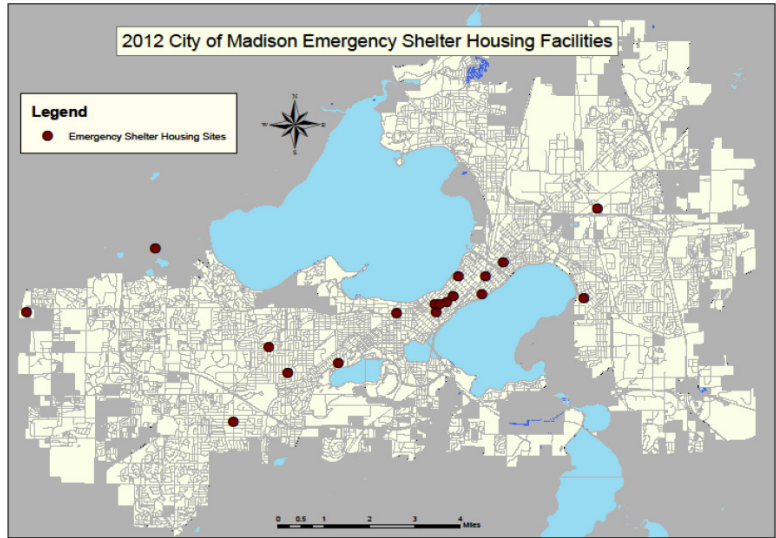 2012 City of Madison Emergency Shelter Housing Facilities
Legend
Emergency Shelter Housing Sites
N
W E
S
0 0.5 1 2 3 4
Miles